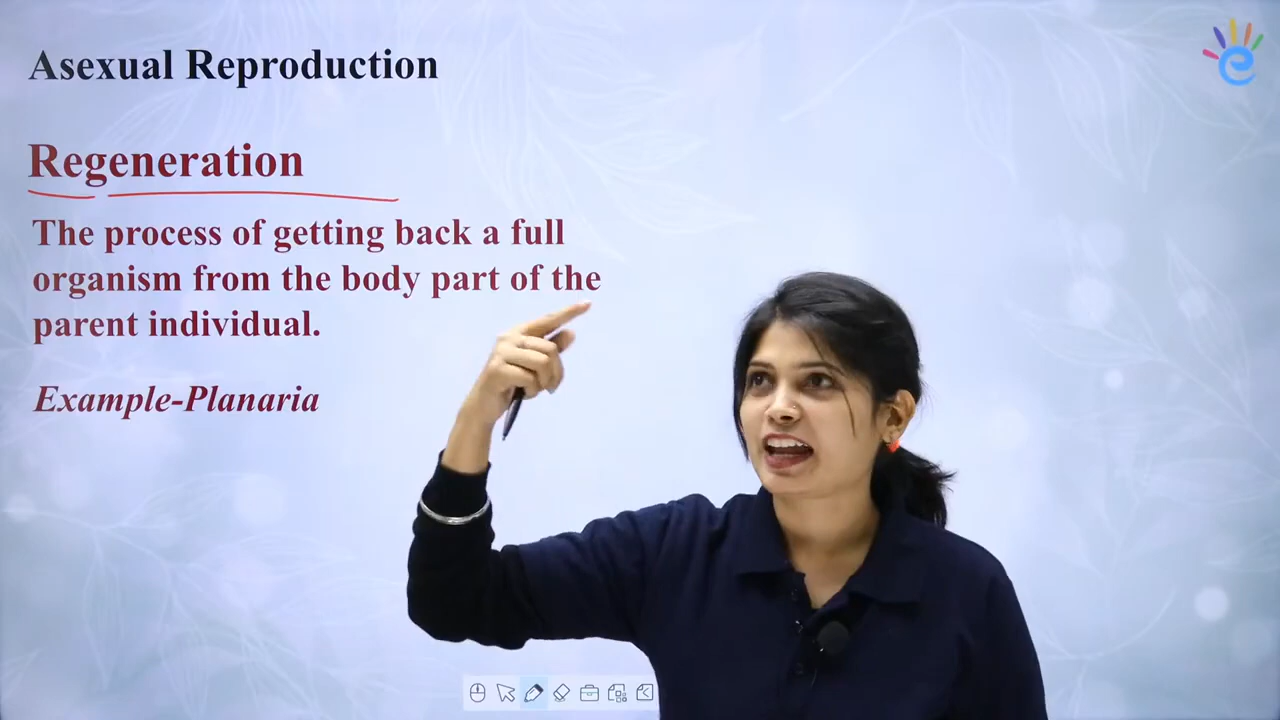 Asexual Reproduction
Regeneration
The process of getting back a full
organism from the body part of the
parent individual.
Example-Planaria